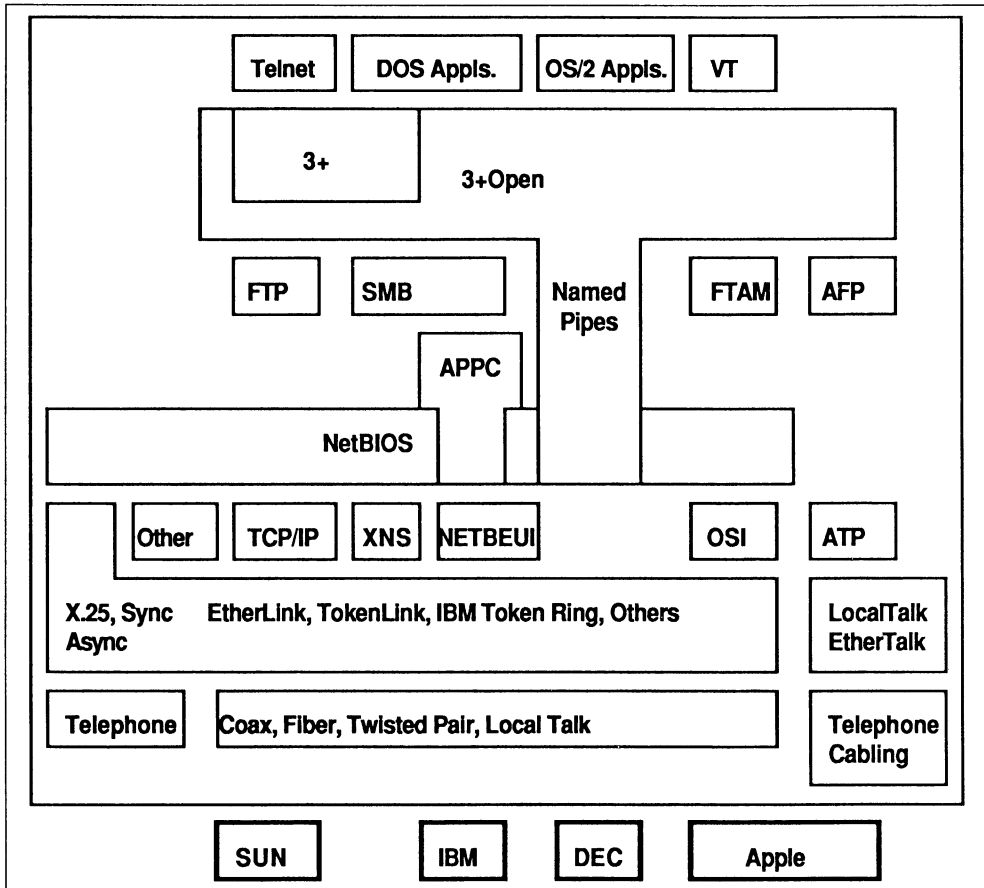 Telnet
DOS Appls.
OS/2 Appls.
VT
3+
3+Open
FTP
SMB
Named
Pipes
FTAM
AFP
APPC
NetBIOS
Other
TCP/IP
XNS
NETBEUI
OSI
ATP
X.25, Sync
Async
EtherLink, TokenLink, IBM Token Ring, Others
LocalTalk
EtherTalk
Telephone
Coax, Fiber, Twisted Pair, Local Talk
Telephone
Cabling
SUN
IBM
DEC
Apple